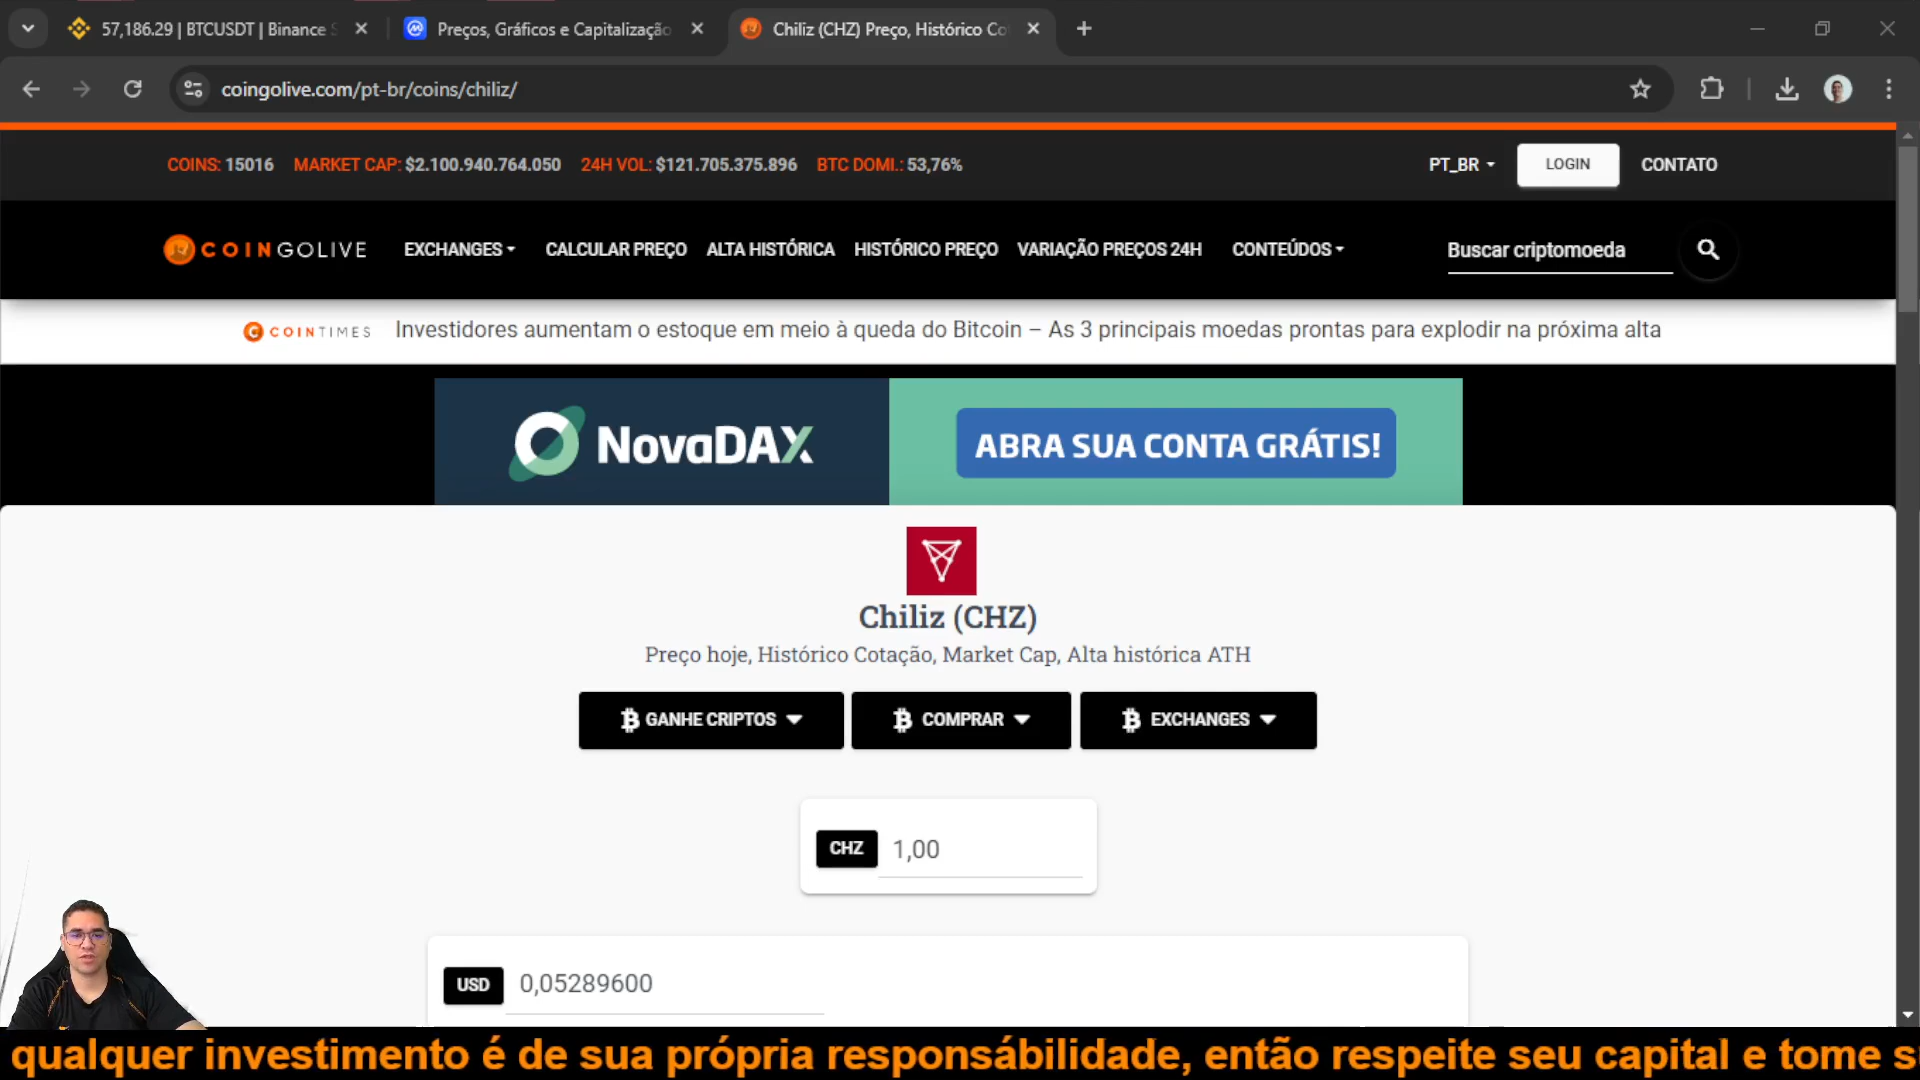 57,186.29 | BTCUSDT | Binance S
Preços, Gráficos e Capitalização
Chiliz (CHZ) Preço, Histórico Co
coingolive.com/pt-br/coins/chiliz/
COINS: 15016 MARKET CAP: $2.100.940.764.050 24H VOL: $121.705.375.896 BTC DOMI.: 53,76%
PT_BR LOGIN CONTATO
COINGOLIVE EXCHANGES CALCULAR PREÇO ALTA HISTÓRICA HISTÓRICO PREÇO VARIAÇÃO PREÇOS 24H CONTEÚDOS Buscar criptomoeda
COINTIMES Investidores aumentam o estoque em meio à queda do Bitcoin – As 3 principais moedas prontas para explodir na próxima alta
NovaDAX ABRA SUA CONTA GRÁTIS!
Chiliz (CHZ)
Preço hoje, Histórico Cotação, Market Cap, Alta histórica ATH
GANHE CRIPTOS COMPRAR EXCHANGES
CHZ 1,00
USD 0,05289600
qualquer investimento é de sua própria responsábilidade, então respeite seu capital e tome s